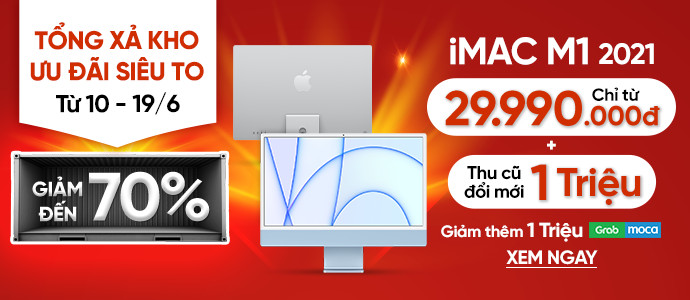 TỔNG XẢ KHO
ƯU ĐÃI SIÊU TO
Từ 10 - 19/6
GIẢM
ĐẾN
70%
iMAC M1 2021
Chỉ từ
29.990.000đ
+
Thu cũ
đổi mới
1 Triệu
Giảm thêm 1 Triệu Grab moca
XEM NGAY